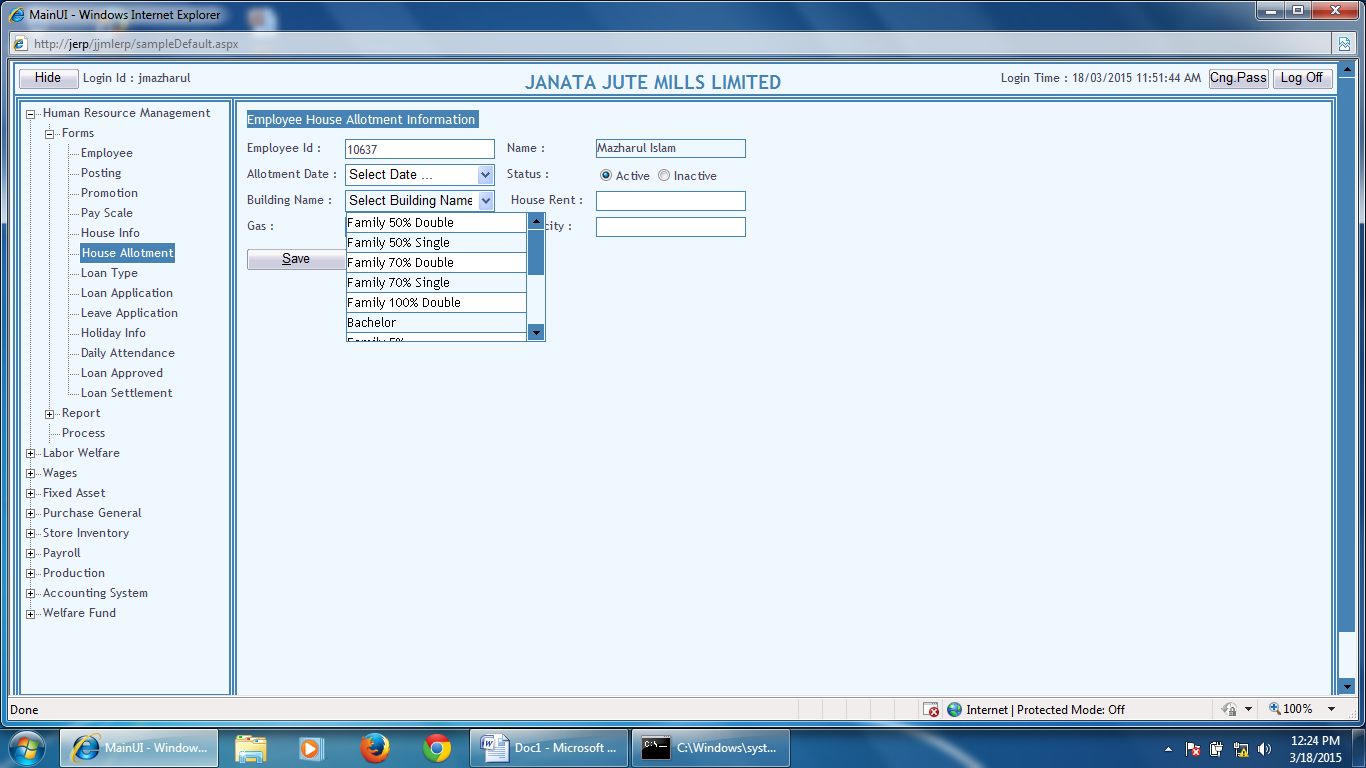 MainUI - Windows Internet Explorer
http://jerp/jjmlerp/sampleDefault.aspx
Hide Login Id : jmazharul JANATA JUTE MILLS LIMITED Login Time : 18/03/2015 11:51:44 AM Cng.Pass Log Off
Human Resource Management
Forms
Employee
Posting
Promotion
Pay Scale
House Info
House Allotment
Loan Type
Loan Application
Leave Application
Holiday Info
Daily Attendance
Loan Approved
Loan Settlement
Report
Process
Labor Welfare
Wages
Fixed Asset
Purchase General
Store Inventory
Payroll
Production
Accounting System
Welfare Fund
Employee House Allotment Information
Employee Id : 10637 Name : Mazharul Islam
Allotment Date : Select Date ... Status : Active Inactive
Building Name : Select Building Name House Rent :
Gas : city :
Save
Family 50% Double
Family 50% Single
Family 70% Double
Family 70% Single
Family 100% Double
Bachelor
Family 5%
Done Internet | Protected Mode: Off 100%
MainUI - Window... Doc1 - Microsoft ... C:\Windows\syst... 12:24 PM
3/18/2015